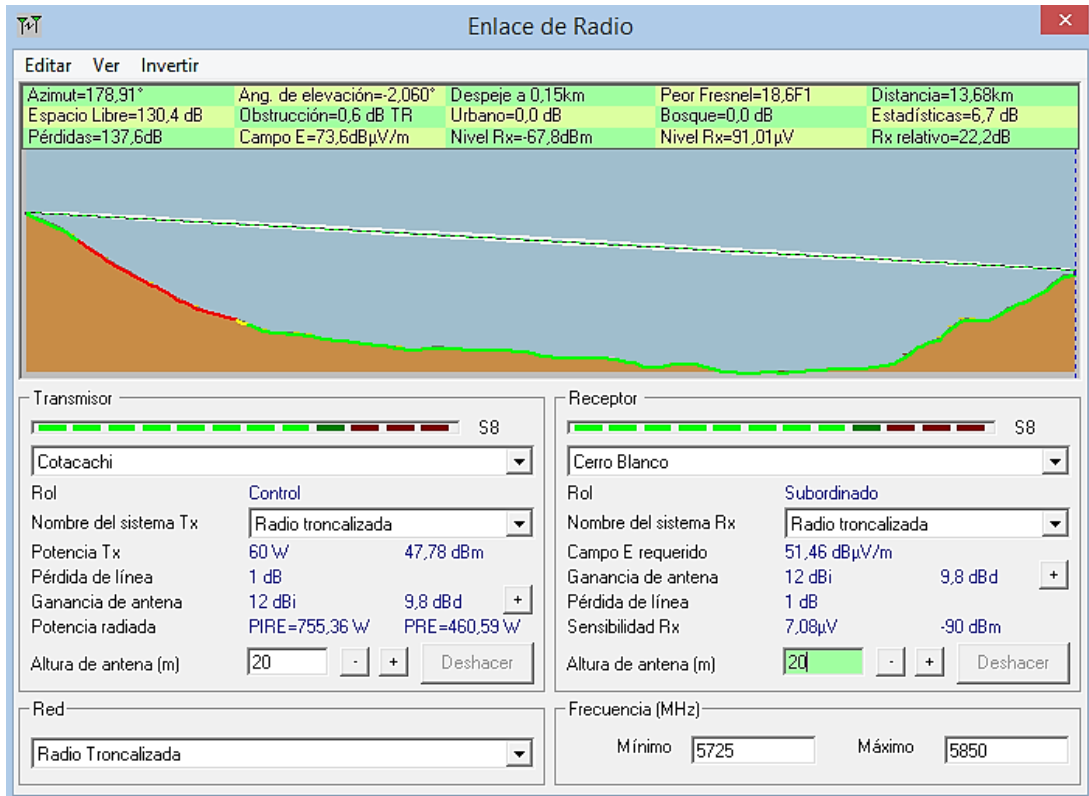 Enlace de Radio
Editar Ver Invertir
Azimut=178,91° Ang. de elevación=-2,060° Despeje a 0,15km Peor Fresnel=18,6F1 Distancia=13,68km
Espacio Libre=130,4 dB Obstrucción=0,6 dB TR Urbano=0,0 dB Bosque=0,0 dB Estadísticas=6,7 dB
Pérdidas=137,6dB Campo E=73,6dBµV/m Nivel Rx=-67,8dBm Nivel Rx=91,01µV Rx relativo=22,2dB
Transmisor
S8
Cotacachi
Rol Control
Nombre del sistema Tx Radio troncalizada
Potencia Tx 60 W 47,78 dBm
Pérdida de línea 1 dB
Ganancia de antena 12 dBi 9,8 dBd +
Potencia radiada PIRE=755,36 W PRE=460,59 W
Altura de antena (m) 20 - + Deshacer
Receptor
S8
Cerro Blanco
Rol Subordinado
Nombre del sistema Rx Radio troncalizada
Campo E requerido 51,46 dBµV/m
Ganancia de antena 12 dBi 9,8 dBd +
Pérdida de línea 1 dB
Sensibilidad Rx 7,08µV -90 dBm
Altura de antena (m) 20 - + Deshacer
Red
Radio Troncalizada
Frecuencia (MHz)
Mínimo 5725 Máximo 5850